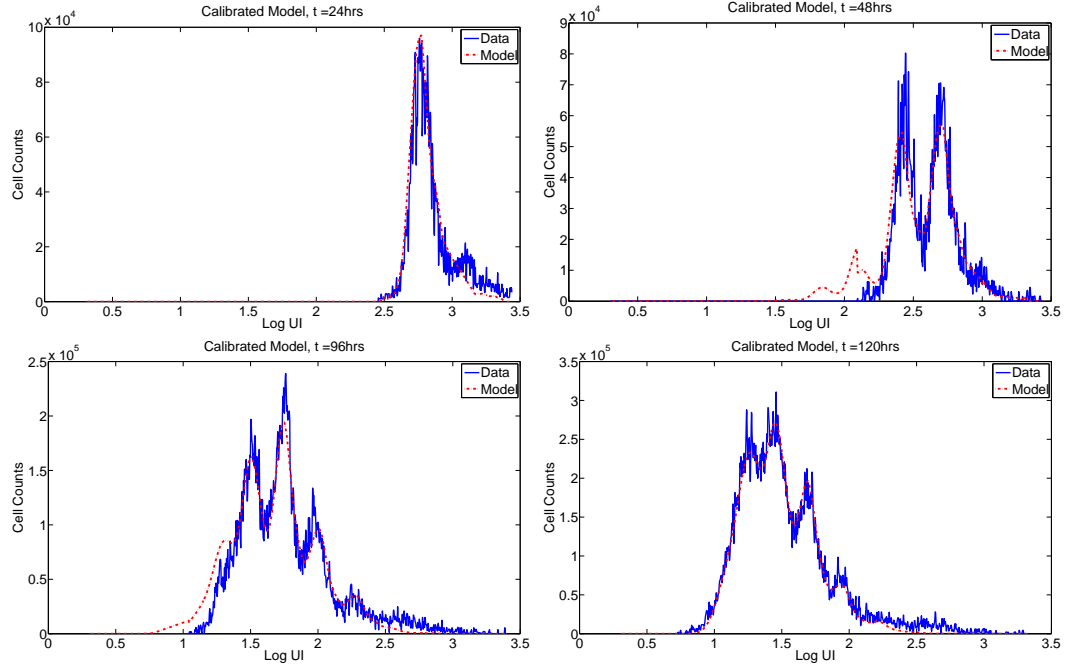 Calibrated Model, t =24hrs
x 10^4
10
8
6
4
2
0
0 0.5 1 1.5 2 2.5 3 3.5
Cell Counts
Log UI
Data
Model
Calibrated Model, t =48hrs
x 10^4
9
8
7
6
5
4
3
2
1
0
0 0.5 1 1.5 2 2.5 3 3.5
Cell Counts
Log UI
Data
Model
Calibrated Model, t =96hrs
x 10^5
2.5
2
1.5
1
0.5
0
0 0.5 1 1.5 2 2.5 3 3.5
Cell Counts
Log UI
Data
Model
Calibrated Model, t =120hrs
x 10^5
3.5
3
2.5
2
1.5
1
0.5
0
0 0.5 1 1.5 2 2.5 3 3.5
Cell Counts
Log UI
Data
Model